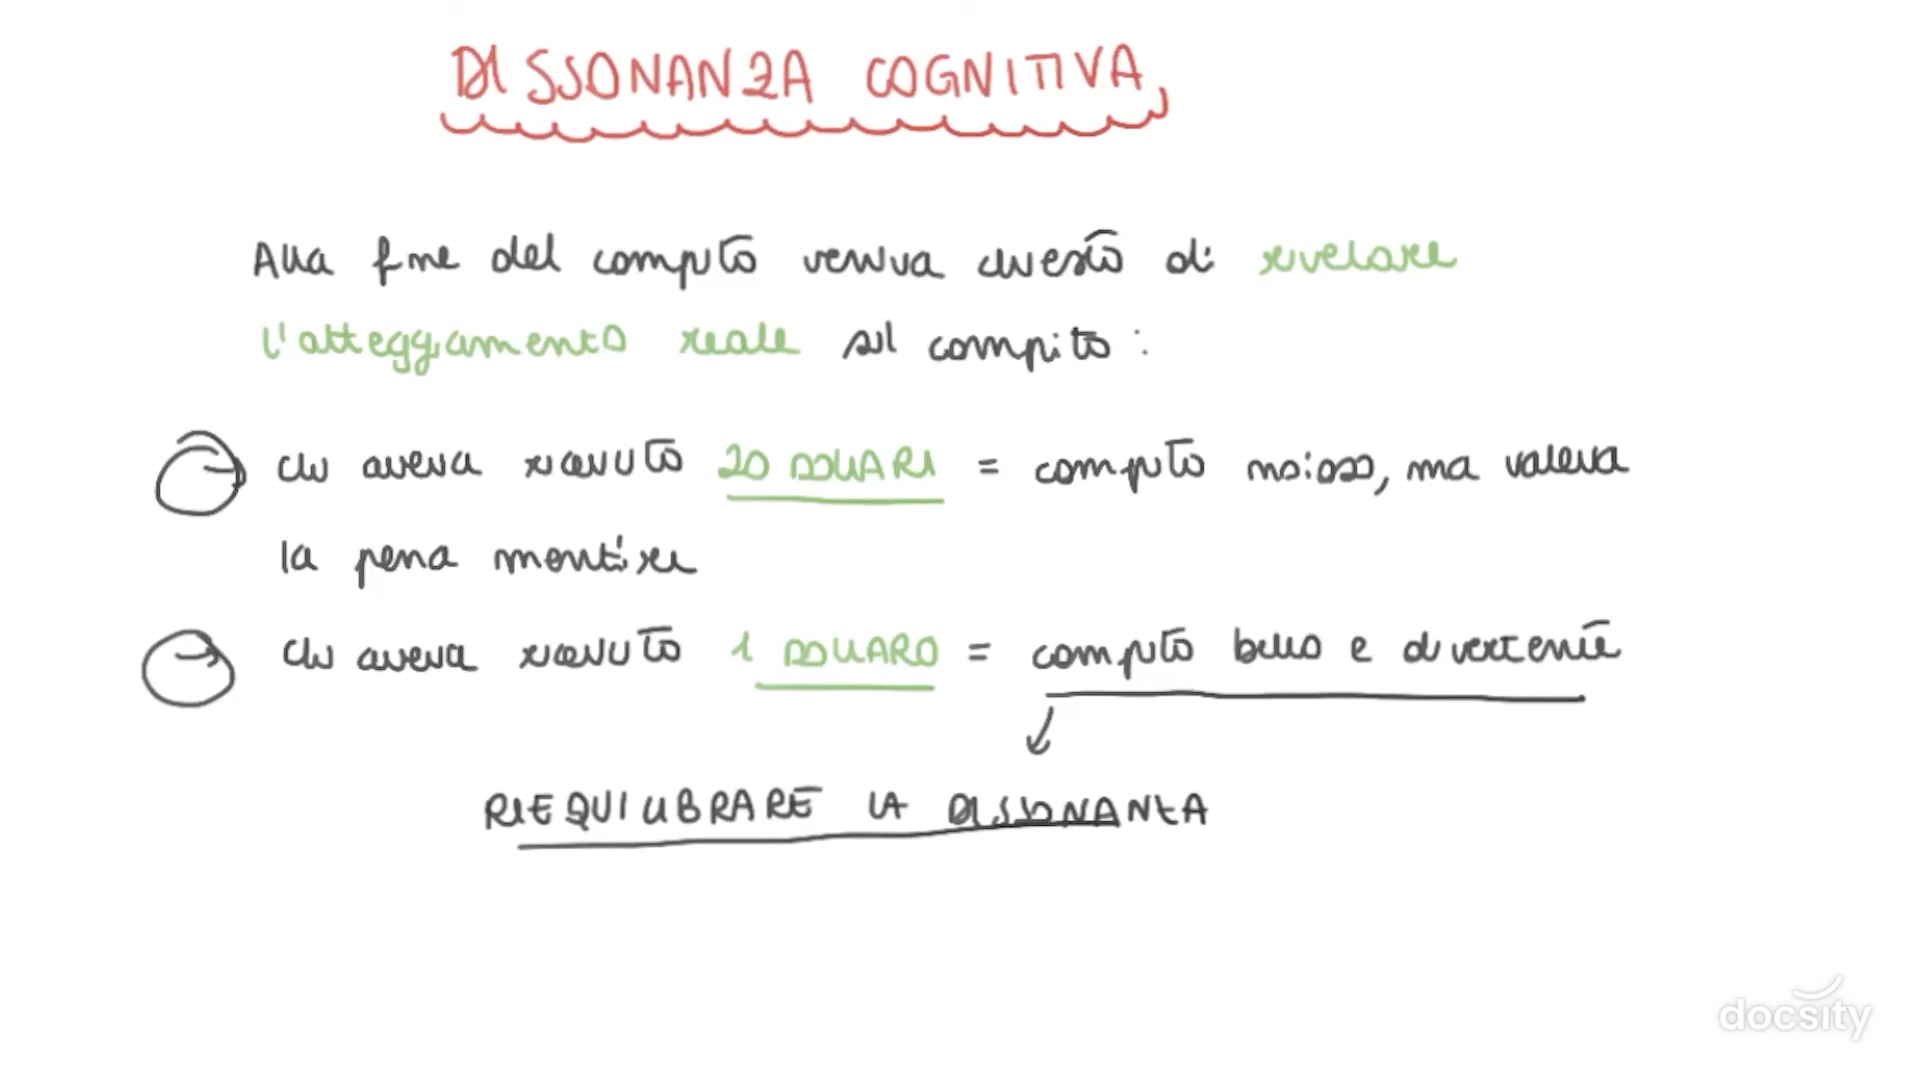 DISSONANZA COGNITIVA
Alla fine del compito veniva chiesto di rivelare
l'atteggiamento reale sul compito :
chi aveva ricevuto 20 DOLLARI = compito noioso, ma valeva
la pena mentire
chi aveva ricevuto 1 DOLLARO = compito bello e divertente
RIEQUILIBRARE LA DISSONANZA
docsity